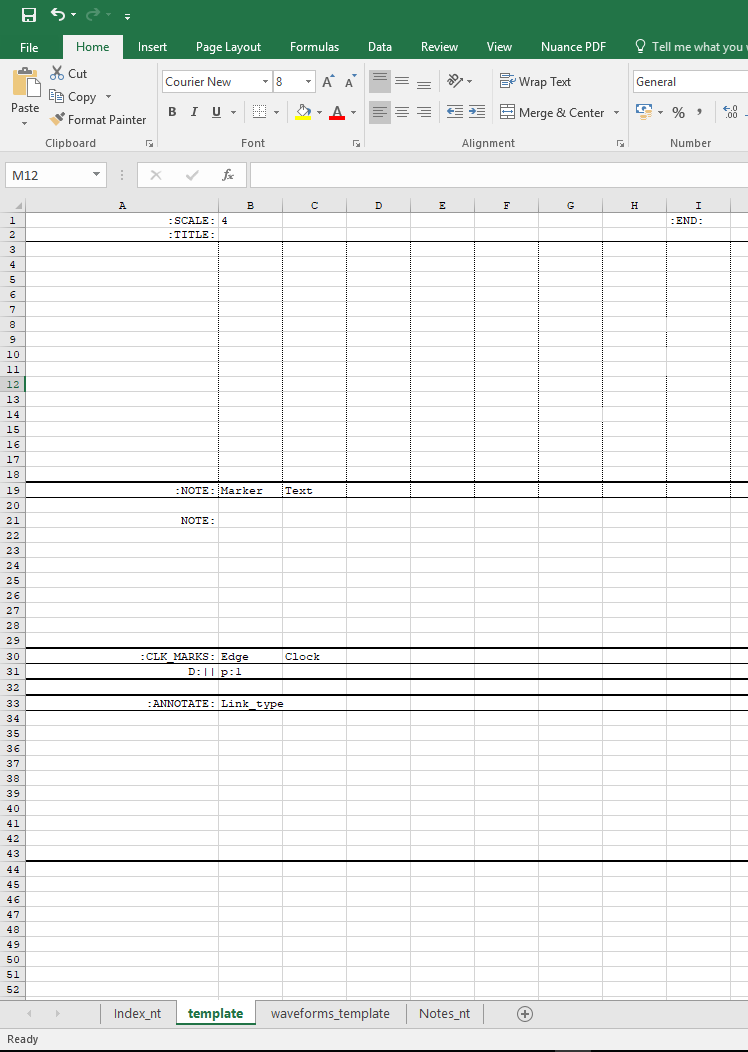 File Home Insert Page Layout Formulas Data Review View Nuance PDF Tell me what you
Paste
Cut
Copy
Format Painter
Clipboard
Courier New 8 A A
B I U A
Font
Wrap Text
Merge & Center
Alignment
General
% , .0 .00
Number
M12 fx
A B C D E F G H I
1 :SCALE: 4 :END:
2 :TITLE:
3
4
5
6
7
8
9
10
11
12
13
14
15
16
17
18
19 :NOTE: Marker Text
20
21 NOTE:
22
23
24
25
26
27
28
29
30 :CLK_MARKS: Edge Clock
31 D:|| p:1
32
33 :ANNOTATE: Link_type
34
35
36
37
38
39
40
41
42
43
44
45
46
47
48
49
50
51
52
Index_nt template waveforms_template Notes_nt
Ready